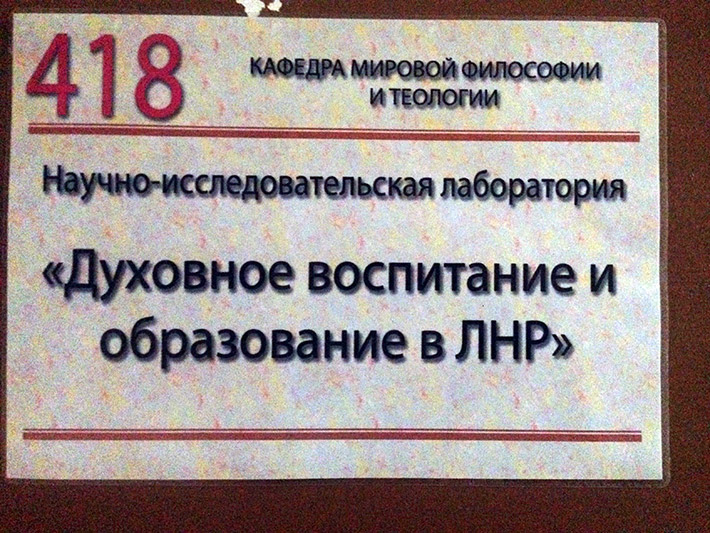 418
КАФЕДРА МИРОВОЙ ФИЛОСОФИИ
И ТЕОЛОГИИ
Научно-исследовательская лаборатория
«Духовное воспитание и
образование в ЛНР»